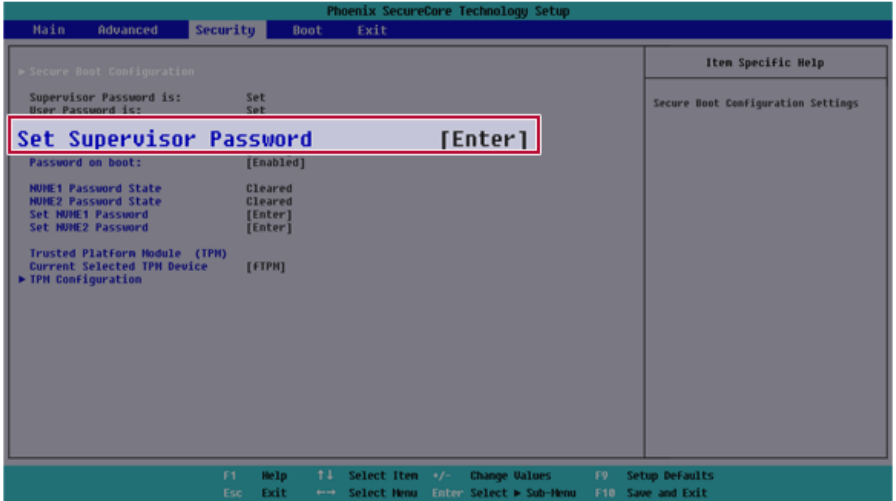 Phoenix SecureCore Technology Setup
Main Advanced Security Boot Exit
▶ Secure Boot Configuration
Supervisor Password is: Set
User Password is: Set
Set Supervisor Password [Enter]
Password on boot: [Enabled]
NVME1 Password State Cleared
NVME2 Password State Cleared
Set NVME1 Password [Enter]
Set NVME2 Password [Enter]
Trusted Platform Module (TPM)
Current Selected TPM Device [fTPM]
▶ TPM Configuration
Item Specific Help
Secure Boot Configuration Settings
F1 Help ↑↓ Select Item +/- Change Values F9 Setup Defaults
Esc Exit ←→ Select Menu Enter Select ▶ Sub-Menu F10 Save and Exit